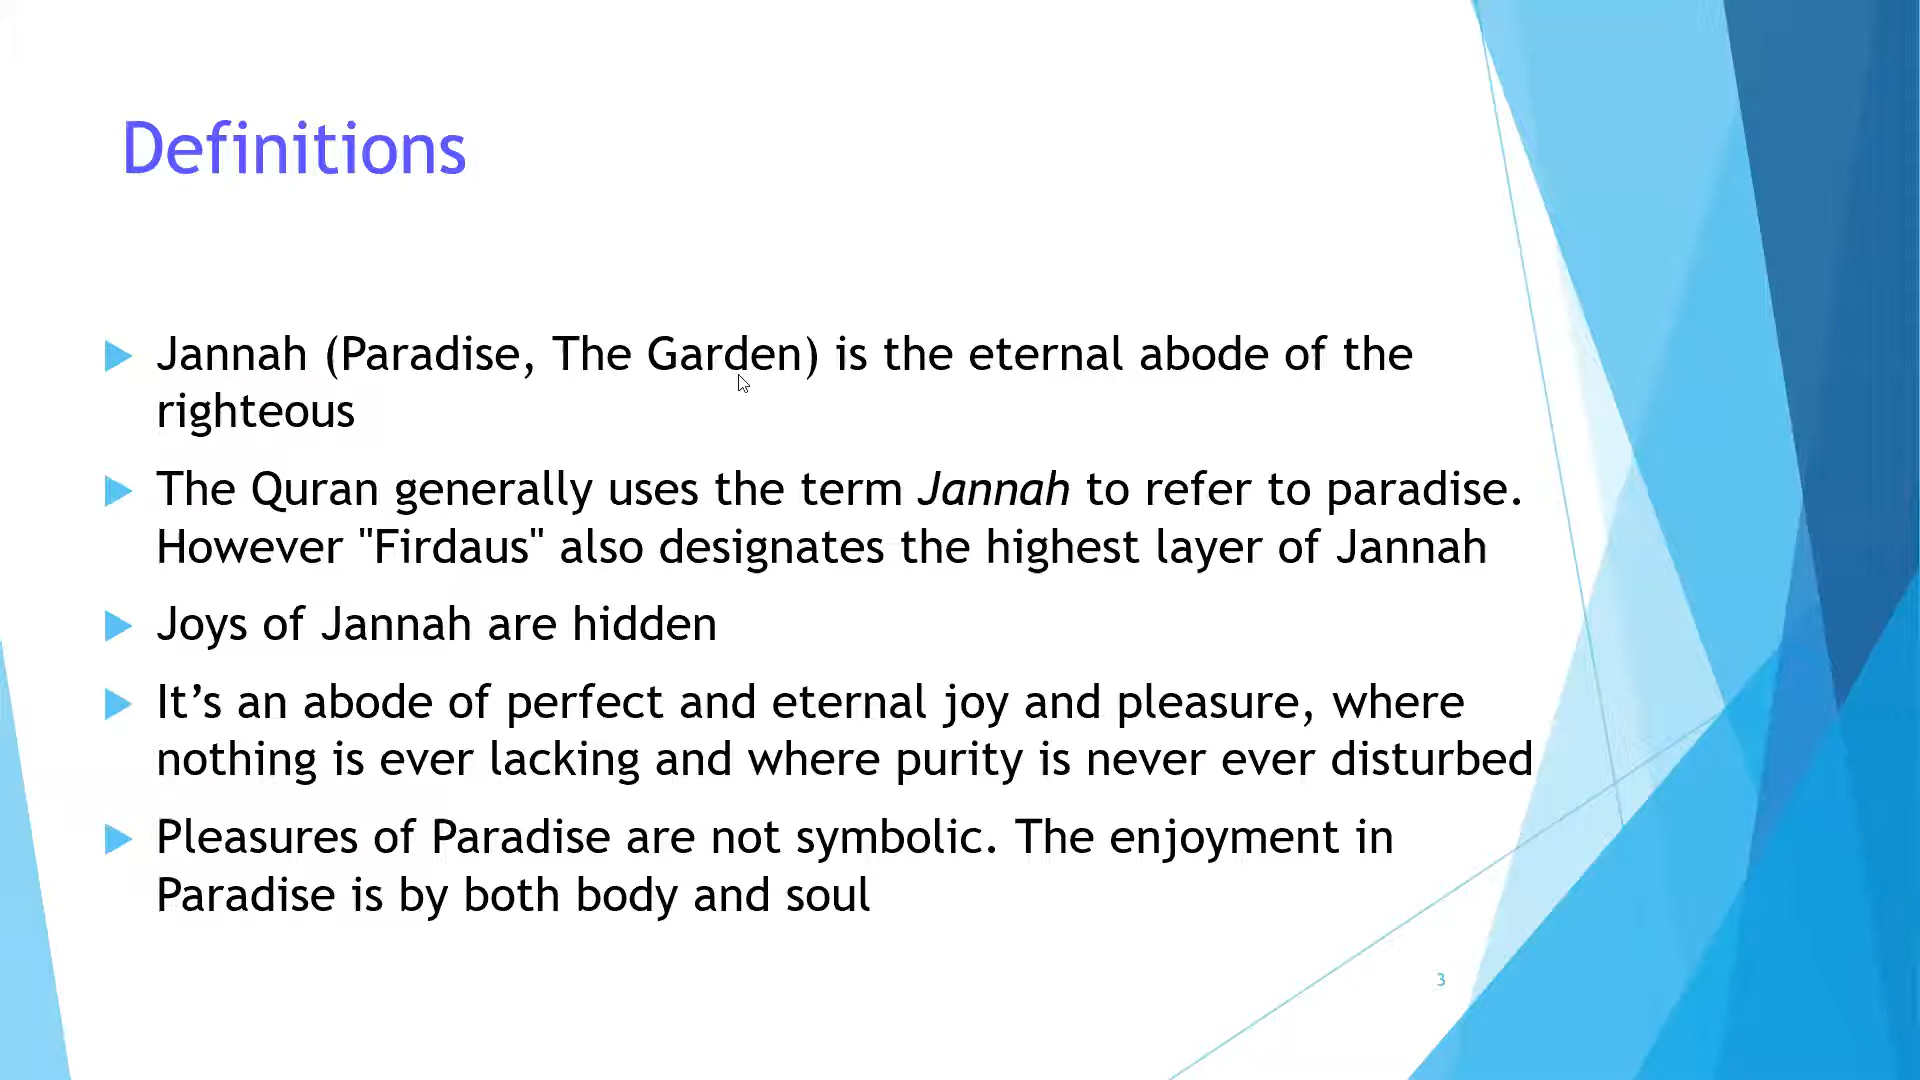 Definitions
Jannah (Paradise, The Garden) is the eternal abode of the
righteous
The Quran generally uses the term Jannah to refer to paradise.
However "Firdaus" also designates the highest layer of Jannah
Joys of Jannah are hidden
It’s an abode of perfect and eternal joy and pleasure, where
nothing is ever lacking and where purity is never ever disturbed
Pleasures of Paradise are not symbolic. The enjoyment in
Paradise is by both body and soul
3